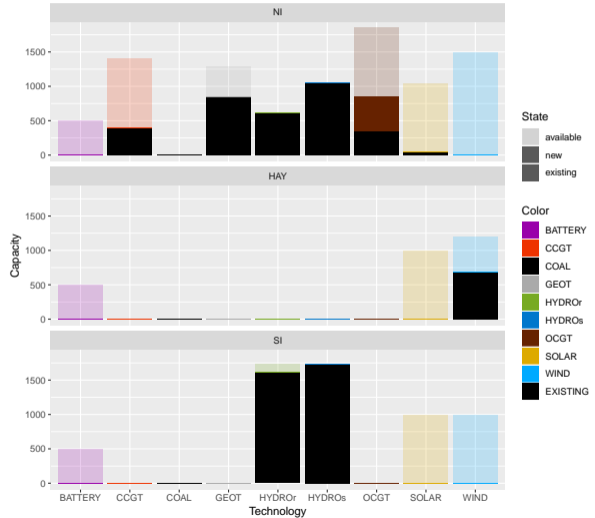 NI
1500
1000
500
0
HAY
1500
1000
500
0
SI
1500
1000
500
0
Capacity
BATTERY CCGT COAL GEOT HYDROr HYDROs OCGT SOLAR WIND
Technology
State
available
new
existing
Color
BATTERY
CCGT
COAL
GEOT
HYDROr
HYDROs
OCGT
SOLAR
WIND
EXISTING